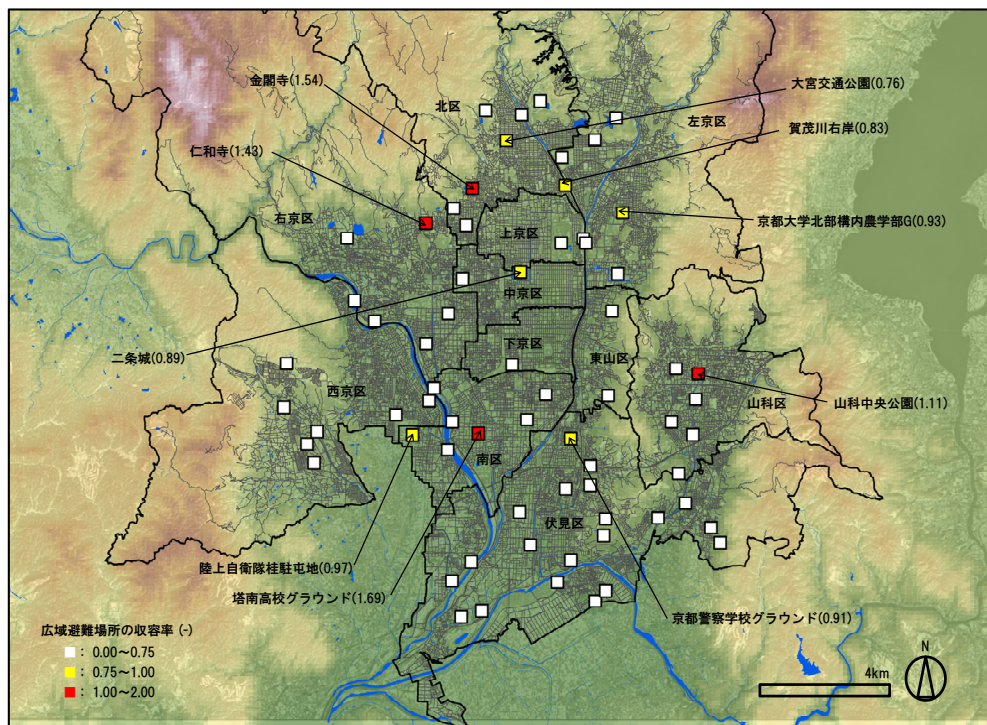 金閣寺(1.54)
大宮交通公園(0.76)
北区
左京区
賀茂川右岸(0.83)
仁和寺(1.43)
右京区
上京区
京都大学北部構内農学部G(0.93)
中京区
二条城(0.89)
下京区
東山区
西京区
山科区
山科中央公園(1.11)
南区
伏見区
陸上自衛隊桂駐屯地(0.97)
塔南高校グラウンド(1.69)
京都警察学校グラウンド(0.91)
広域避難場所の収容率 (-)
: 0.00～0.75
: 0.75～1.00
: 1.00～2.00
N
4km